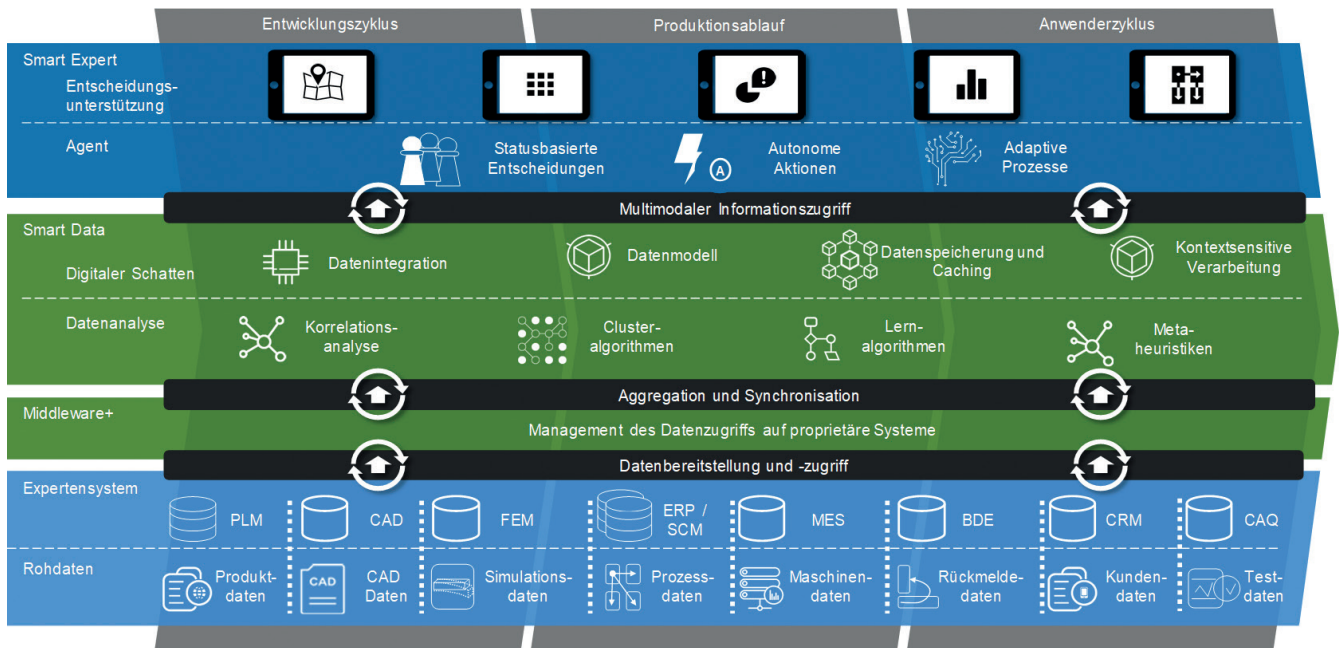 Entwicklungszyklus
Produktionsablauf
Anwenderzyklus
Smart Expert
Entscheidungs-
unterstützung
Agent
Statusbasierte
Entscheidungen
A
Autonome
Aktionen
Adaptive
Prozesse
Multimodaler Informationszugriff
Smart Data
Digitaler Schatten
Datenintegration
Datenmodell
Datenspeicherung und
Caching
Kontextsensitive
Verarbeitung
Datenanalyse
Korrelations-
analyse
Cluster-
algorithmen
Lern-
algorithmen
Meta-
heuristiken
Aggregation und Synchronisation
Middleware+
Management des Datenzugriffs auf proprietäre Systeme
Datenbereitstellung und -zugriff
Expertensystem
PLM
CAD
FEM
ERP /
SCM
MES
BDE
CRM
CAQ
Rohdaten
Produkt-
daten
CAD
CAD
Daten
Simulations-
daten
Prozess-
daten
Maschinen-
daten
Rückmelde-
daten
Kunden-
daten
Test-
daten